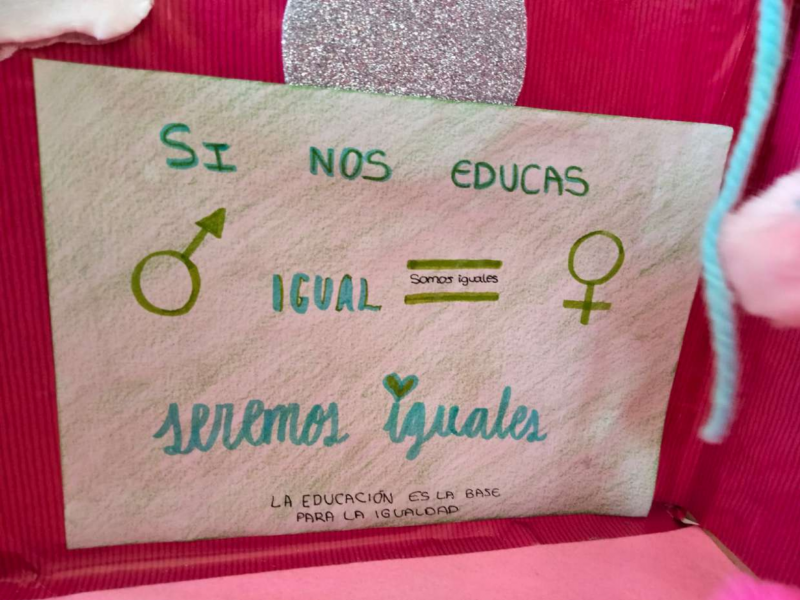 SI NOS EDUCAS
IGUAL
Somos iguales
seremos iguales
LA EDUCACIÓN ES LA BASE
PARA LA IGUALDAD